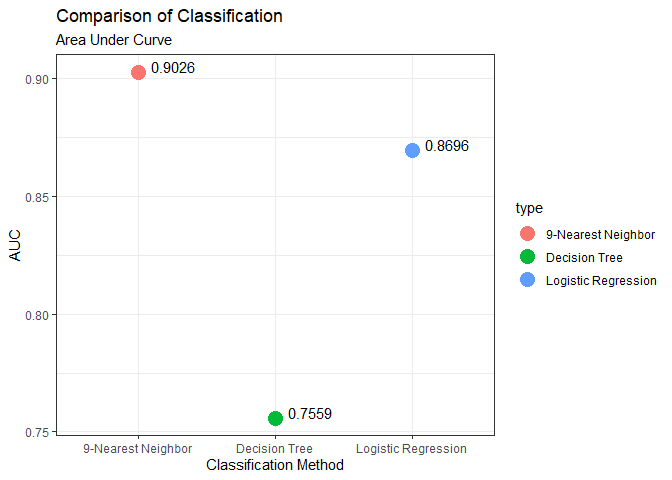 Comparison of Classification
Area Under Curve
0.90
0.85
0.80
0.75
AUC
0.9026
0.8696
0.7559
9-Nearest Neighbor
Decision Tree
Logistic Regression
Classification Method
type
9-Nearest Neighbor
Decision Tree
Logistic Regression